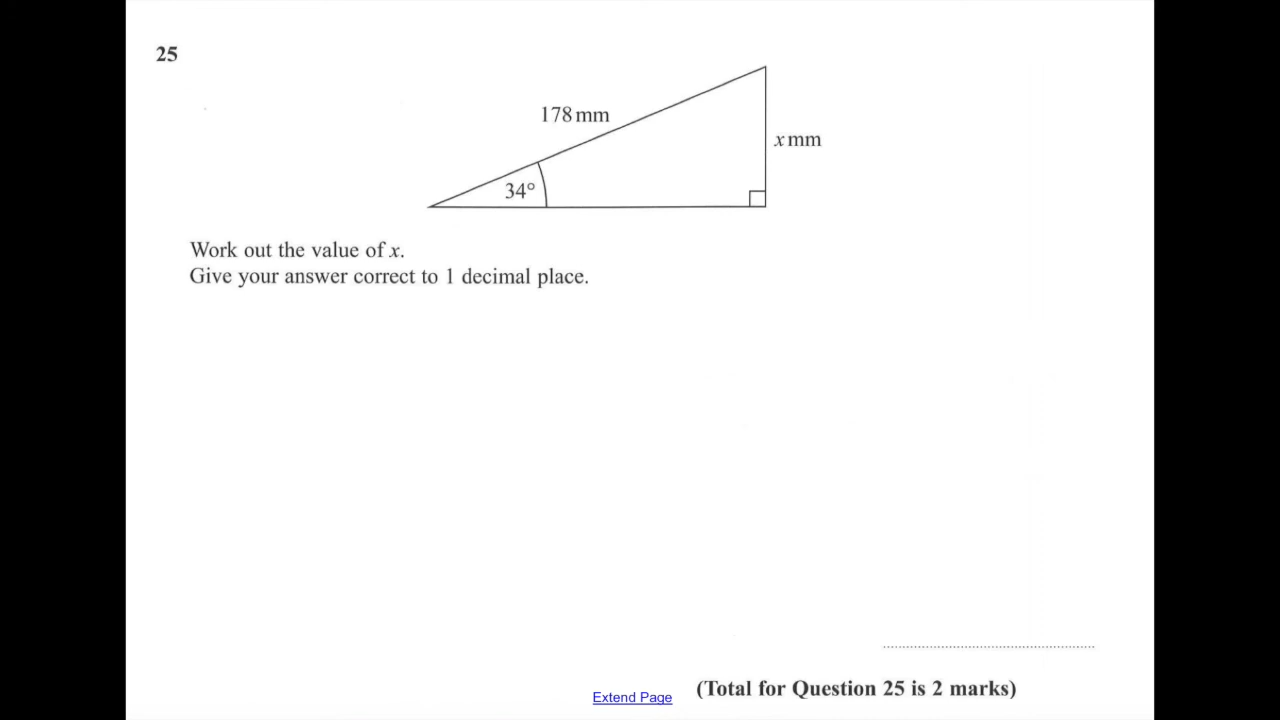 25
178 mm
x mm
34°
Work out the value of x.
Give your answer correct to 1 decimal place.
(Total for Question 25 is 2 marks)
Extend Page